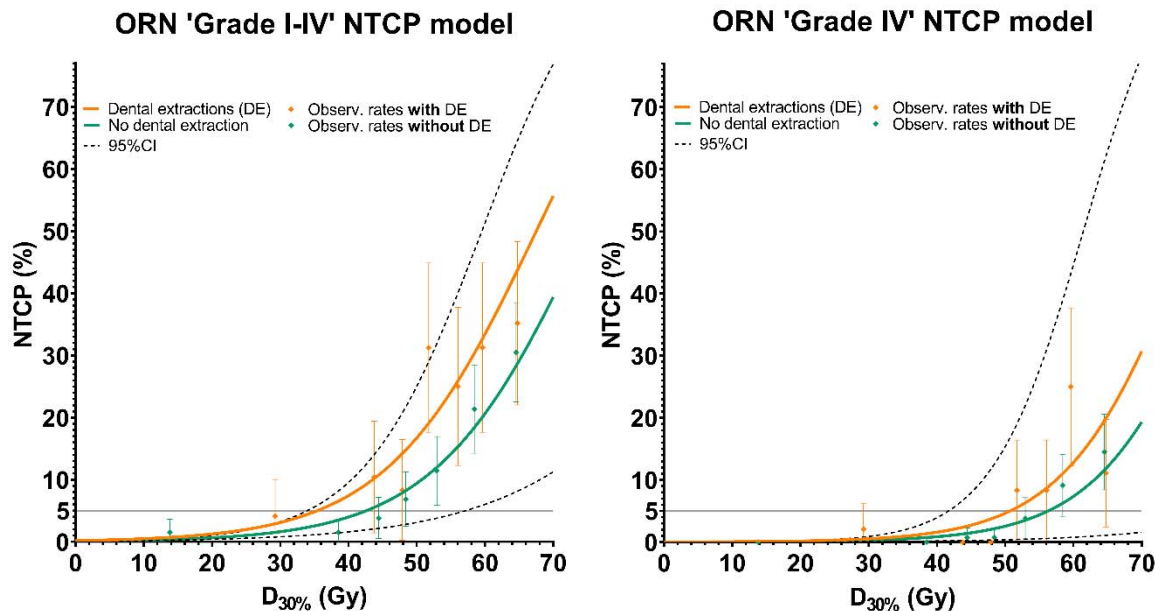 ORN 'Grade I-IV' NTCP model
NTCP (%)
70
60
50
40
30
20
10
5
0
Dental extractions (DE)
No dental extraction
95%CI
Observ. rates with DE
Observ. rates without DE
0 10 20 30 40 50 60 70
D30% (Gy)
ORN 'Grade IV' NTCP model
NTCP (%)
70
60
50
40
30
20
10
5
0
Dental extractions (DE)
No dental extraction
95%CI
Observ. rates with DE
Observ. rates without DE
0 10 20 30 40 50 60 70
D30% (Gy)